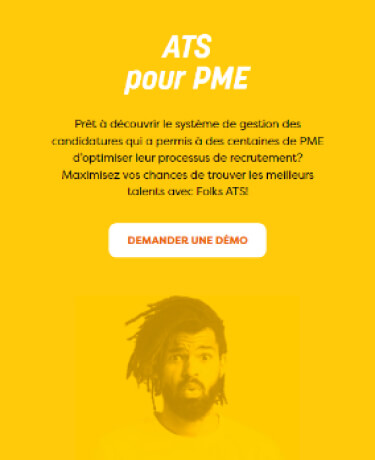 ATS
pour PME
Prêt à découvrir le système de gestion des
candidatures qui a permis à des centaines de PME
d'optimiser leur processus de recrutement?
Maximisez vos chances de trouver les meilleurs
talents avec Folks ATS!
DEMANDER UNE DÉMO